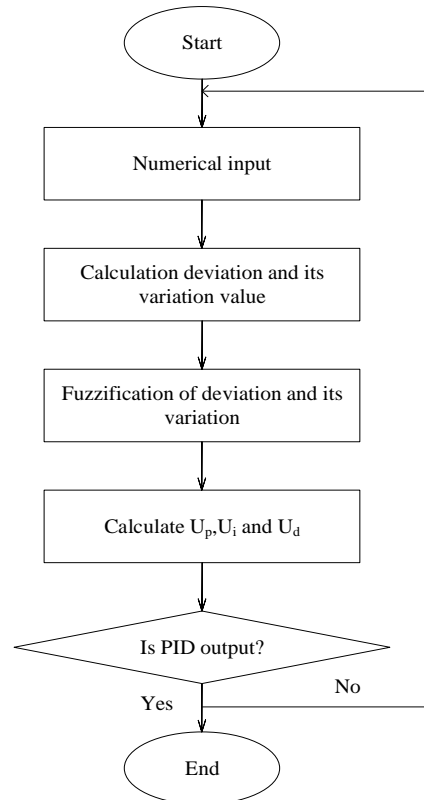 Start
Numerical input
Calculation deviation and its
variation value
Fuzzification of deviation and its
variation
Calculate Up,Ui and Ud
Is PID output?
Yes
No
End